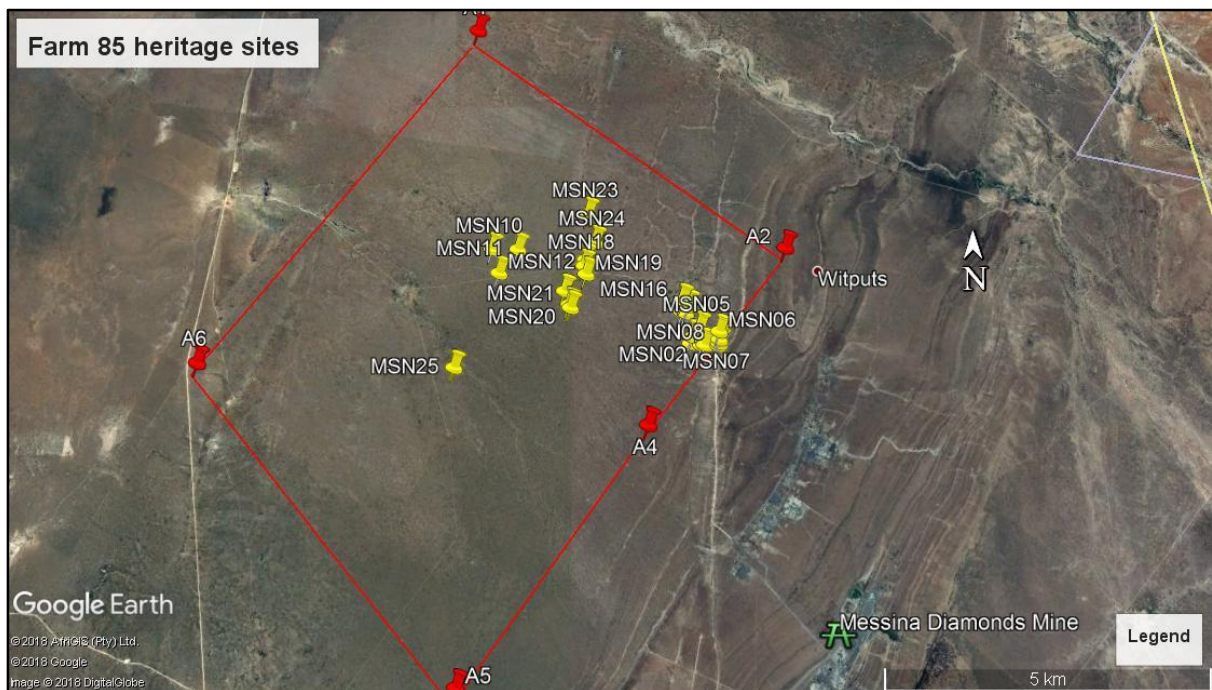 Farm 85 heritage sites
MSN23
MSN24
MSN10
MSN18
MSN11
MSN12
MSN19
A2
Witputs
MSN21
MSN16
MSN05
MSN20
MSN06
MSN08
A6
MSN02
MSN07
MSN25
N
A4
A5
Google Earth
©2018 AfriGIS (Pty) Ltd.
©2018 Google
Image © 2018 DigitalGlobe
Messina Diamonds Mine
Legend
5 km